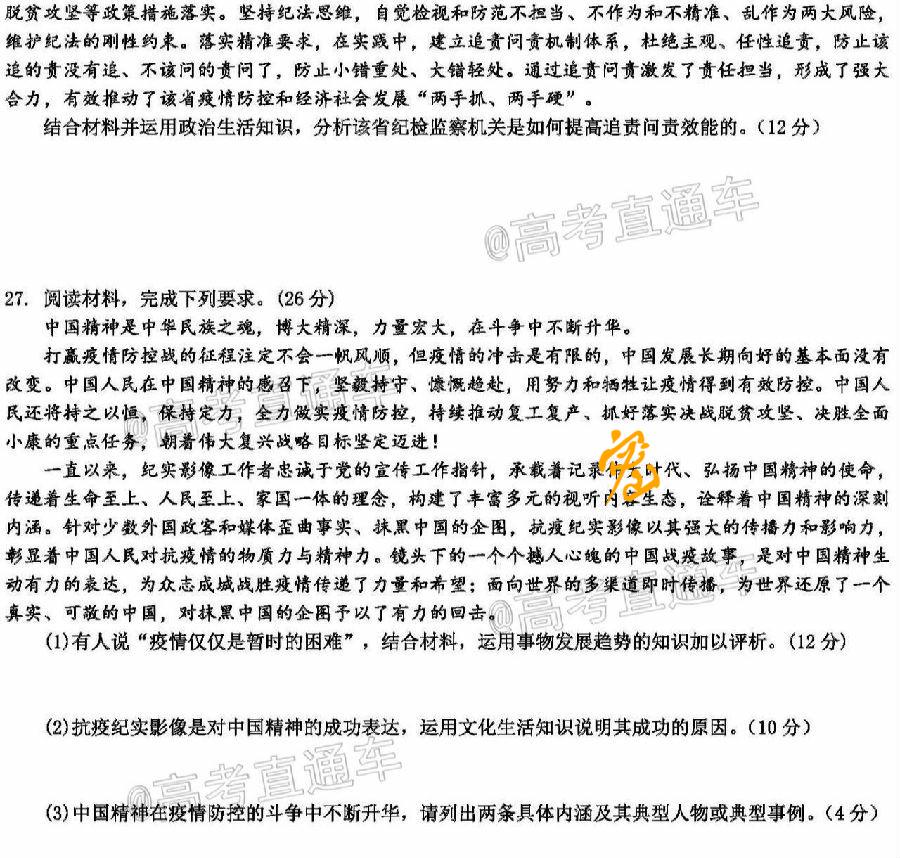 脱贫攻坚等政策措施落实。坚持纪法思维，自觉检视和防范不担当、不作为和不精准、乱作为两大风险，
维护纪法的刚性约束。落实精准要求，在实践中，建立追责问责机制体系，杜绝主观、任性追责，防止该
追的责没有追、不该问的责问了，防止小错重处、大错轻处。通过追责问责激发了责任担当，形成了强大
合力，有效推动了该省疫情防控和经济社会发展“两手抓、两手硬”。
结合材料并运用政治生活知识，分析该省纪检监察机关是如何提高追责问责效能的。（12分）
@高考直通车
27. 阅读材料，完成下列要求。(26分)
中国精神是中华民族之魂，博大精深，力量宏大，在斗争中不断升华。
打赢疫情防控战的征程注定不会一帆风顺，但疫情的冲击是有限的，中国发展长期向好的基本面没有
改变。中国人民在中国精神的感召下，坚毅持守、慷慨趋赴，用努力和牺牲让疫情得到有效防控。中国人
民还将持之以恒、保持定力，全力做实疫情防控，持续推动复工复产、抓好落实决战脱贫攻坚、决胜全面
小康的重点任务，朝着伟大复兴战略目标坚定迈进！
@高考直通车
一直以来，纪实影像工作者忠诚于党的宣传工作指针，承载着记录伟大时代、弘扬中国精神的使命，
传递着生命至上、人民至上、家国一体的理念，构建了丰富多元的视听内容生态，诠释着中国精神的深刻
内涵。针对少数外国政客和媒体歪曲事实、抹黑中国的企图，抗疫纪实影像以其强大的传播力和影响力，
彰显着中国人民对抗疫情的物质力与精神力。镜头下的一个个撼人心魄的中国战疫故事，是对中国精神生
动有力的表达，为众志成城战胜疫情传递了力量和希望；面向世界的多渠道即时传播，为世界还原了一个
真实、可敬的中国，对抹黑中国的企图予以了有力的回击。
@高考直通车
(1)有人说“疫情仅仅是暂时的困难”，结合材料，运用事物发展趋势的知识加以评析。（12分）
(2)抗疫纪实影像是对中国精神的成功表达，运用文化生活知识说明其成功的原因。（10分）
@高考直通车
(3)中国精神在疫情防控的斗争中不断升华，请列出两条具体内涵及其典型人物或典型事例。（4分）